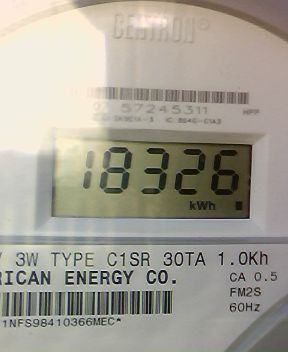 CENTRON®
57245311 HPP
18326
kWh
V 3W TYPE C1SR 30TA 1.0Kh
RICAN ENERGY CO.
CA 0.5
FM2S
60Hz
1NFS98410366MEC*